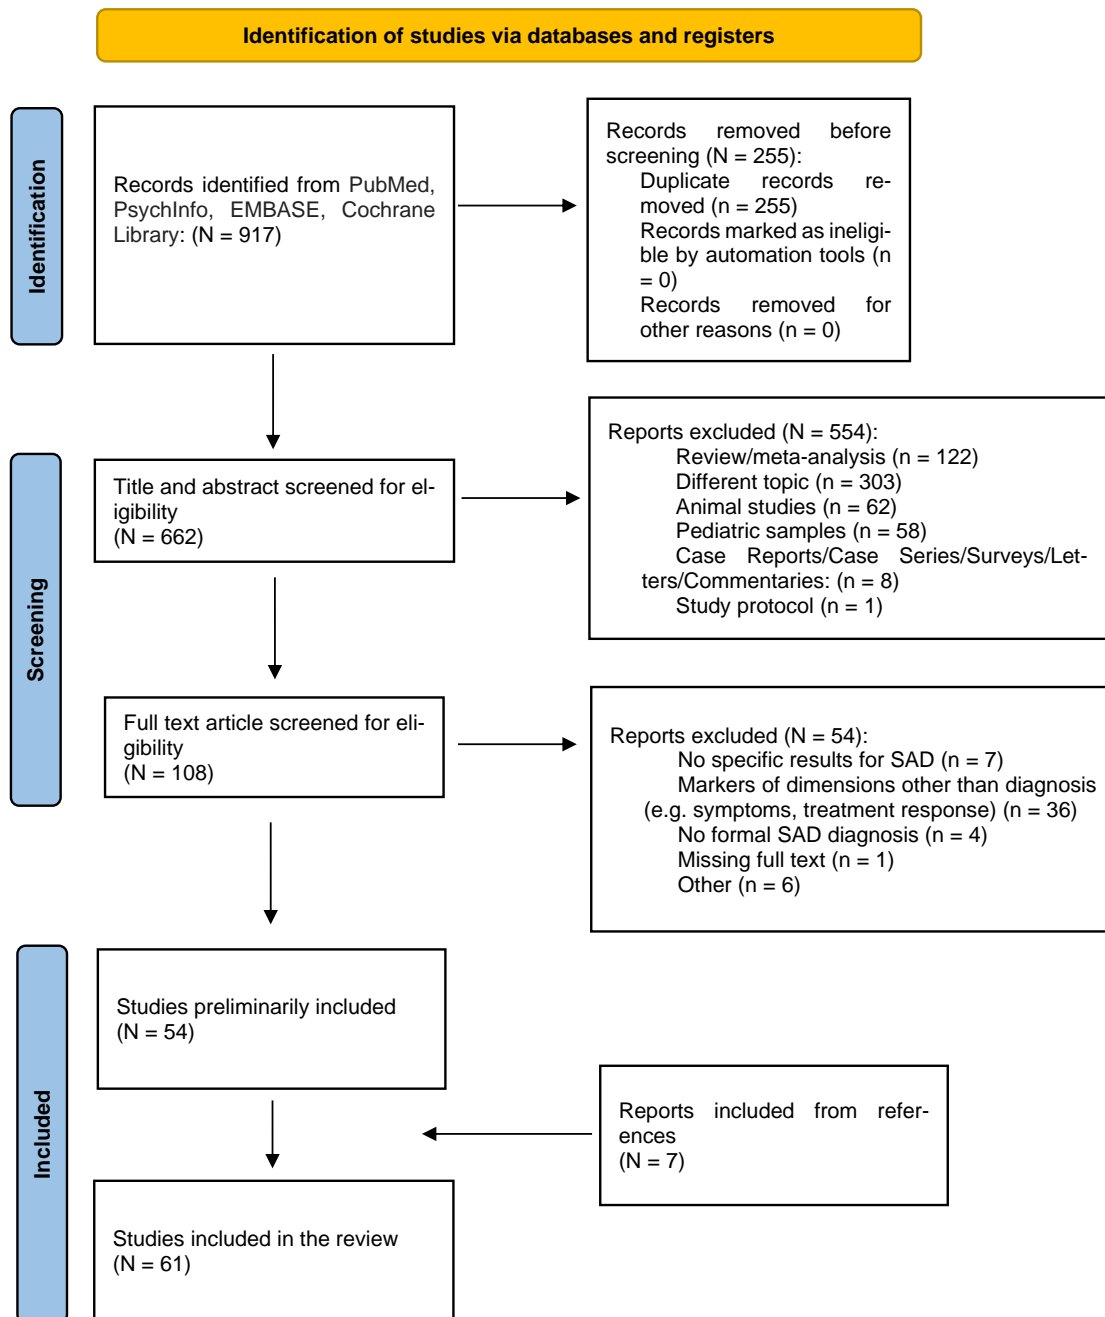 Identification of studies via databases and registers
Identification
Records identified from PubMed,
PsychInfo, EMBASE, Cochrane
Library: (N = 917)
Records removed before
screening (N = 255):
Duplicate records re-
moved (n = 255)
Records marked as ineligi-
ble by automation tools (n
= 0)
Records removed for
other reasons (n = 0)
Screening
Title and abstract screened for el-
igibility
(N = 662)
Reports excluded (N = 554):
Review/meta-analysis (n = 122)
Different topic (n = 303)
Animal studies (n = 62)
Pediatric samples (n = 58)
Case Reports/Case Series/Surveys/Let-
ters/Commentaries: (n = 8)
Study protocol (n = 1)
Full text article screened for eli-
gibility
(N = 108)
Reports excluded (N = 54):
No specific results for SAD (n = 7)
Markers of dimensions other than diagnosis
(e.g. symptoms, treatment response) (n = 36)
No formal SAD diagnosis (n = 4)
Missing full text (n = 1)
Other (n = 6)
Included
Studies preliminarily included
(N = 54)
Reports included from refer-
ences
(N = 7)
Studies included in the review
(N = 61)